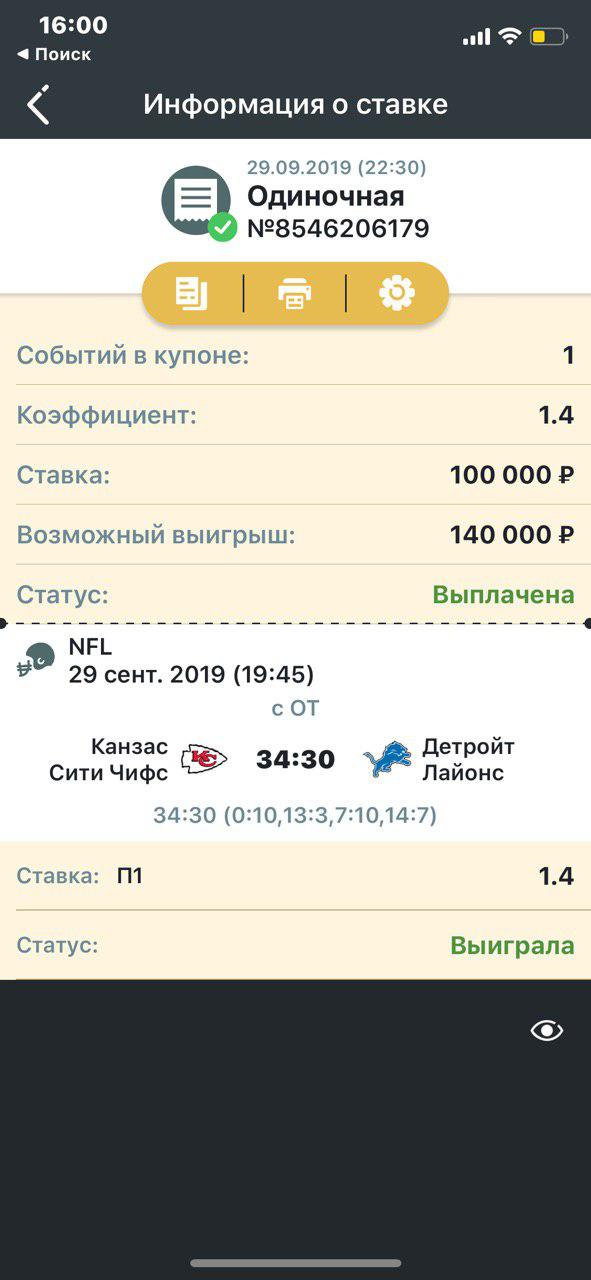 16:00
◀ Поиск
Информация о ставке
29.09.2019 (22:30)
Одиночная
№8546206179
Событий в купоне: 1
Коэффициент: 1.4
Ставка: 100 000 ₽
Возможный выигрыш: 140 000 ₽
Статус: Выплачена
NFL
29 сент. 2019 (19:45)
с ОТ
Канзас
Сити Чифс
KC
34:30
Детройт
Лайонс
34:30 (0:10,13:3,7:10,14:7)
Ставка: П1 1.4
Статус: Выиграла